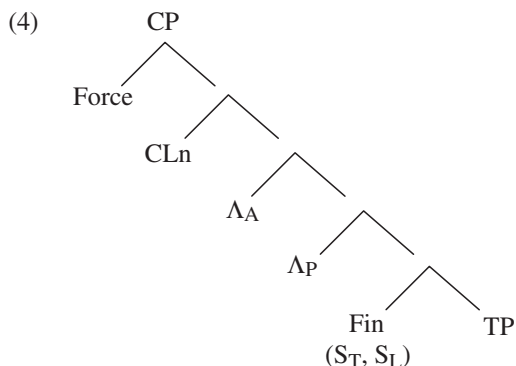 (4)
CP
Force
CLn
ΛA
ΛP
Fin
TP
(ST, SL)